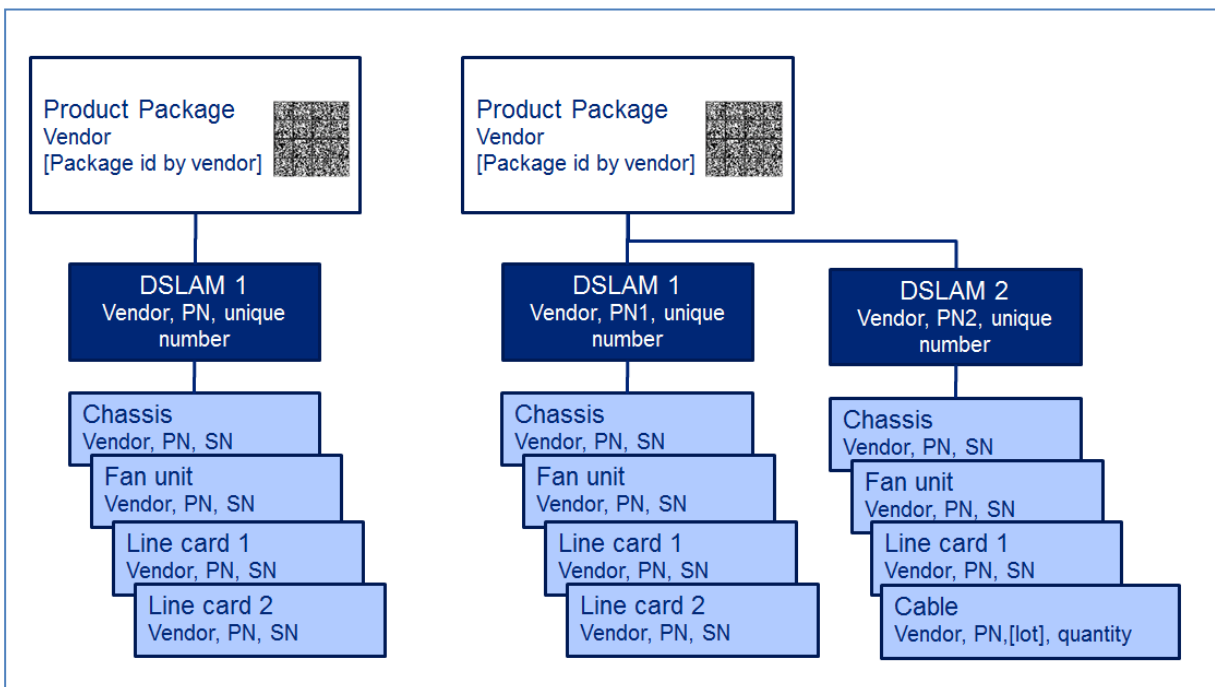 Product Package
Vendor
[Package id by vendor]
DSLAM 1
Vendor, PN, unique
number
Chassis
Vendor, PN, SN
Fan unit
Vendor, PN, SN
Line card 1
Vendor, PN, SN
Line card 2
Vendor, PN, SN
Product Package
Vendor
[Package id by vendor]
DSLAM 1
Vendor, PN1, unique
number
Chassis
Vendor, PN, SN
Fan unit
Vendor, PN, SN
Line card 1
Vendor, PN, SN
Line card 2
Vendor, PN, SN
DSLAM 2
Vendor, PN2, unique
number
Chassis
Vendor, PN, SN
Fan unit
Vendor, PN, SN
Line card 1
Vendor, PN, SN
Cable
Vendor, PN,[lot], quantity